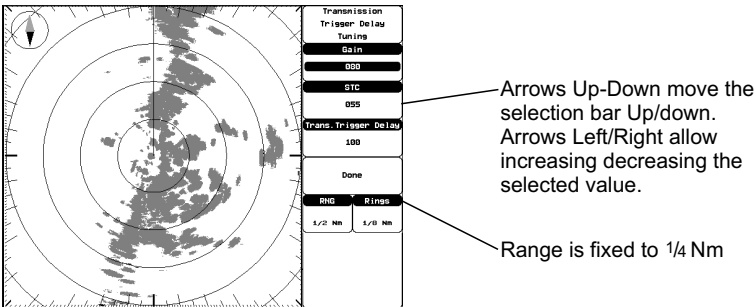 Transmission
Trigger Delay
Tuning
Gain
080
STC
055
Trans.Trigger Delay
100
Done
RNG Rings
1/2 Nm 1/8 Nm
Arrows Up-Down move the
selection bar Up/down.
Arrows Left/Right allow
increasing decreasing the
selected value.
Range is fixed to 1/4 Nm